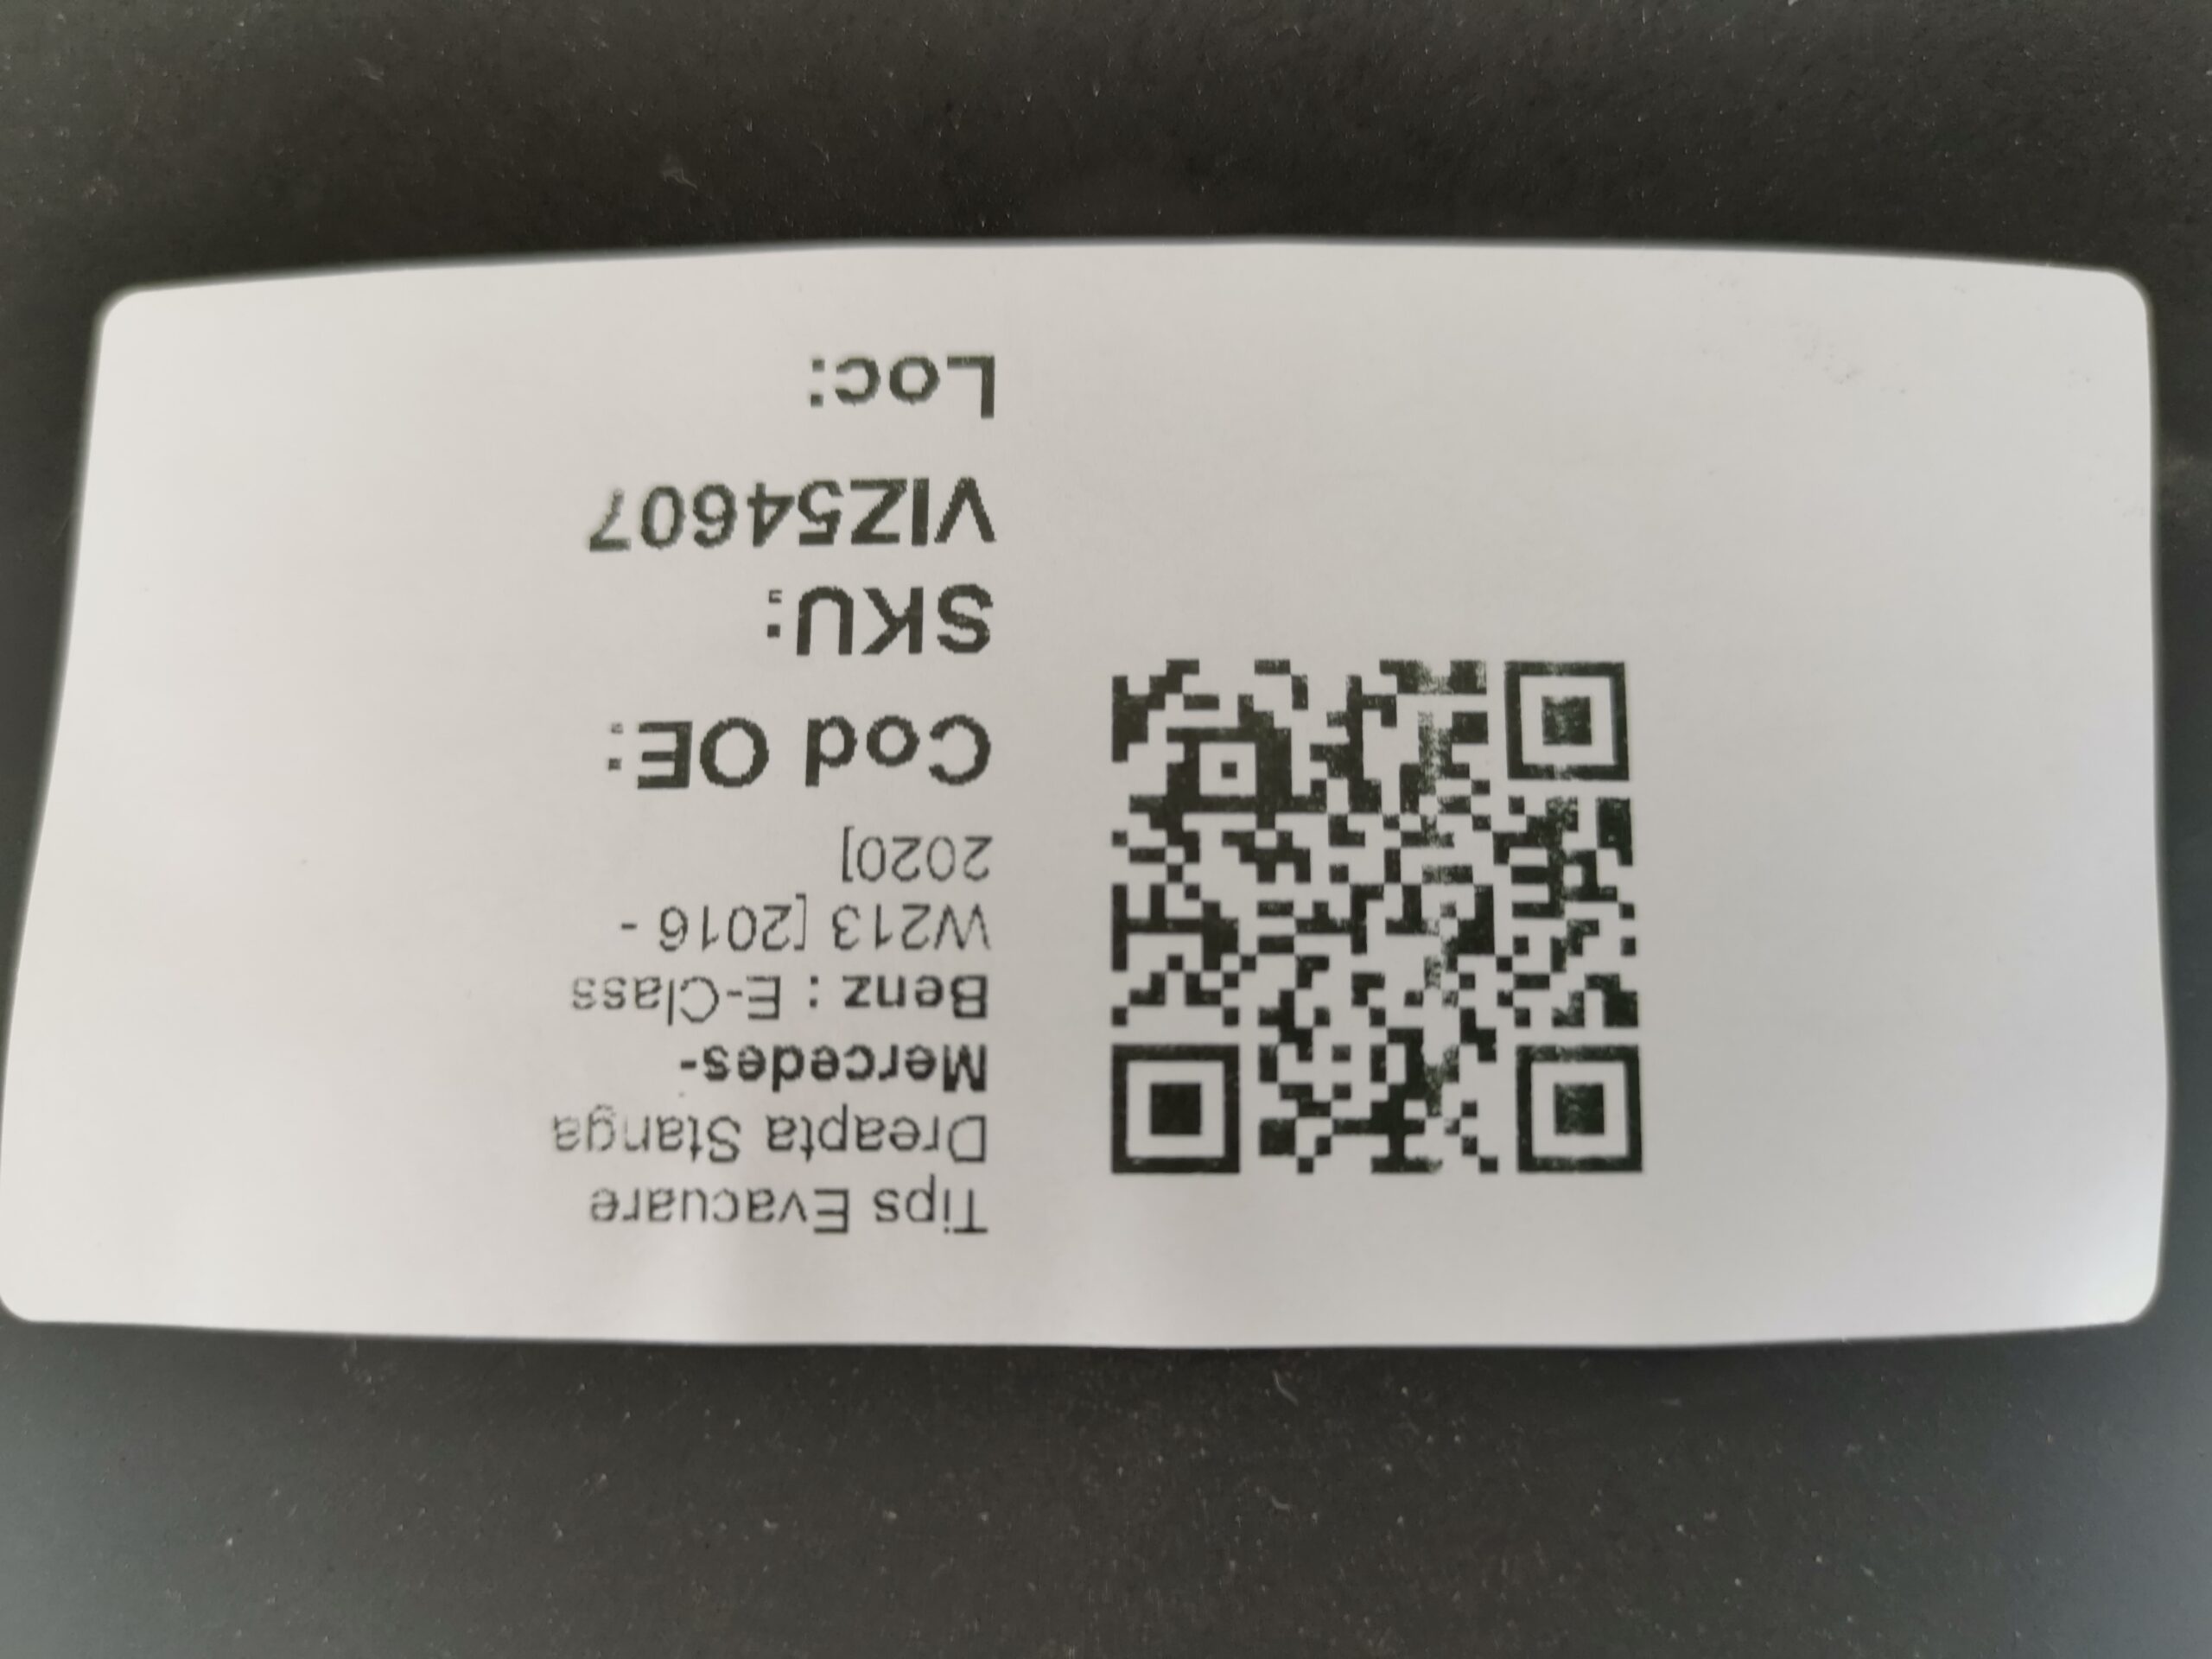 Tips Evacuare
Dreapta Stanga
Mercedes-
Benz : E-Class
W213 [2016 -
2020]
Cod OE:
SKU:
VIZ54607
Loc: